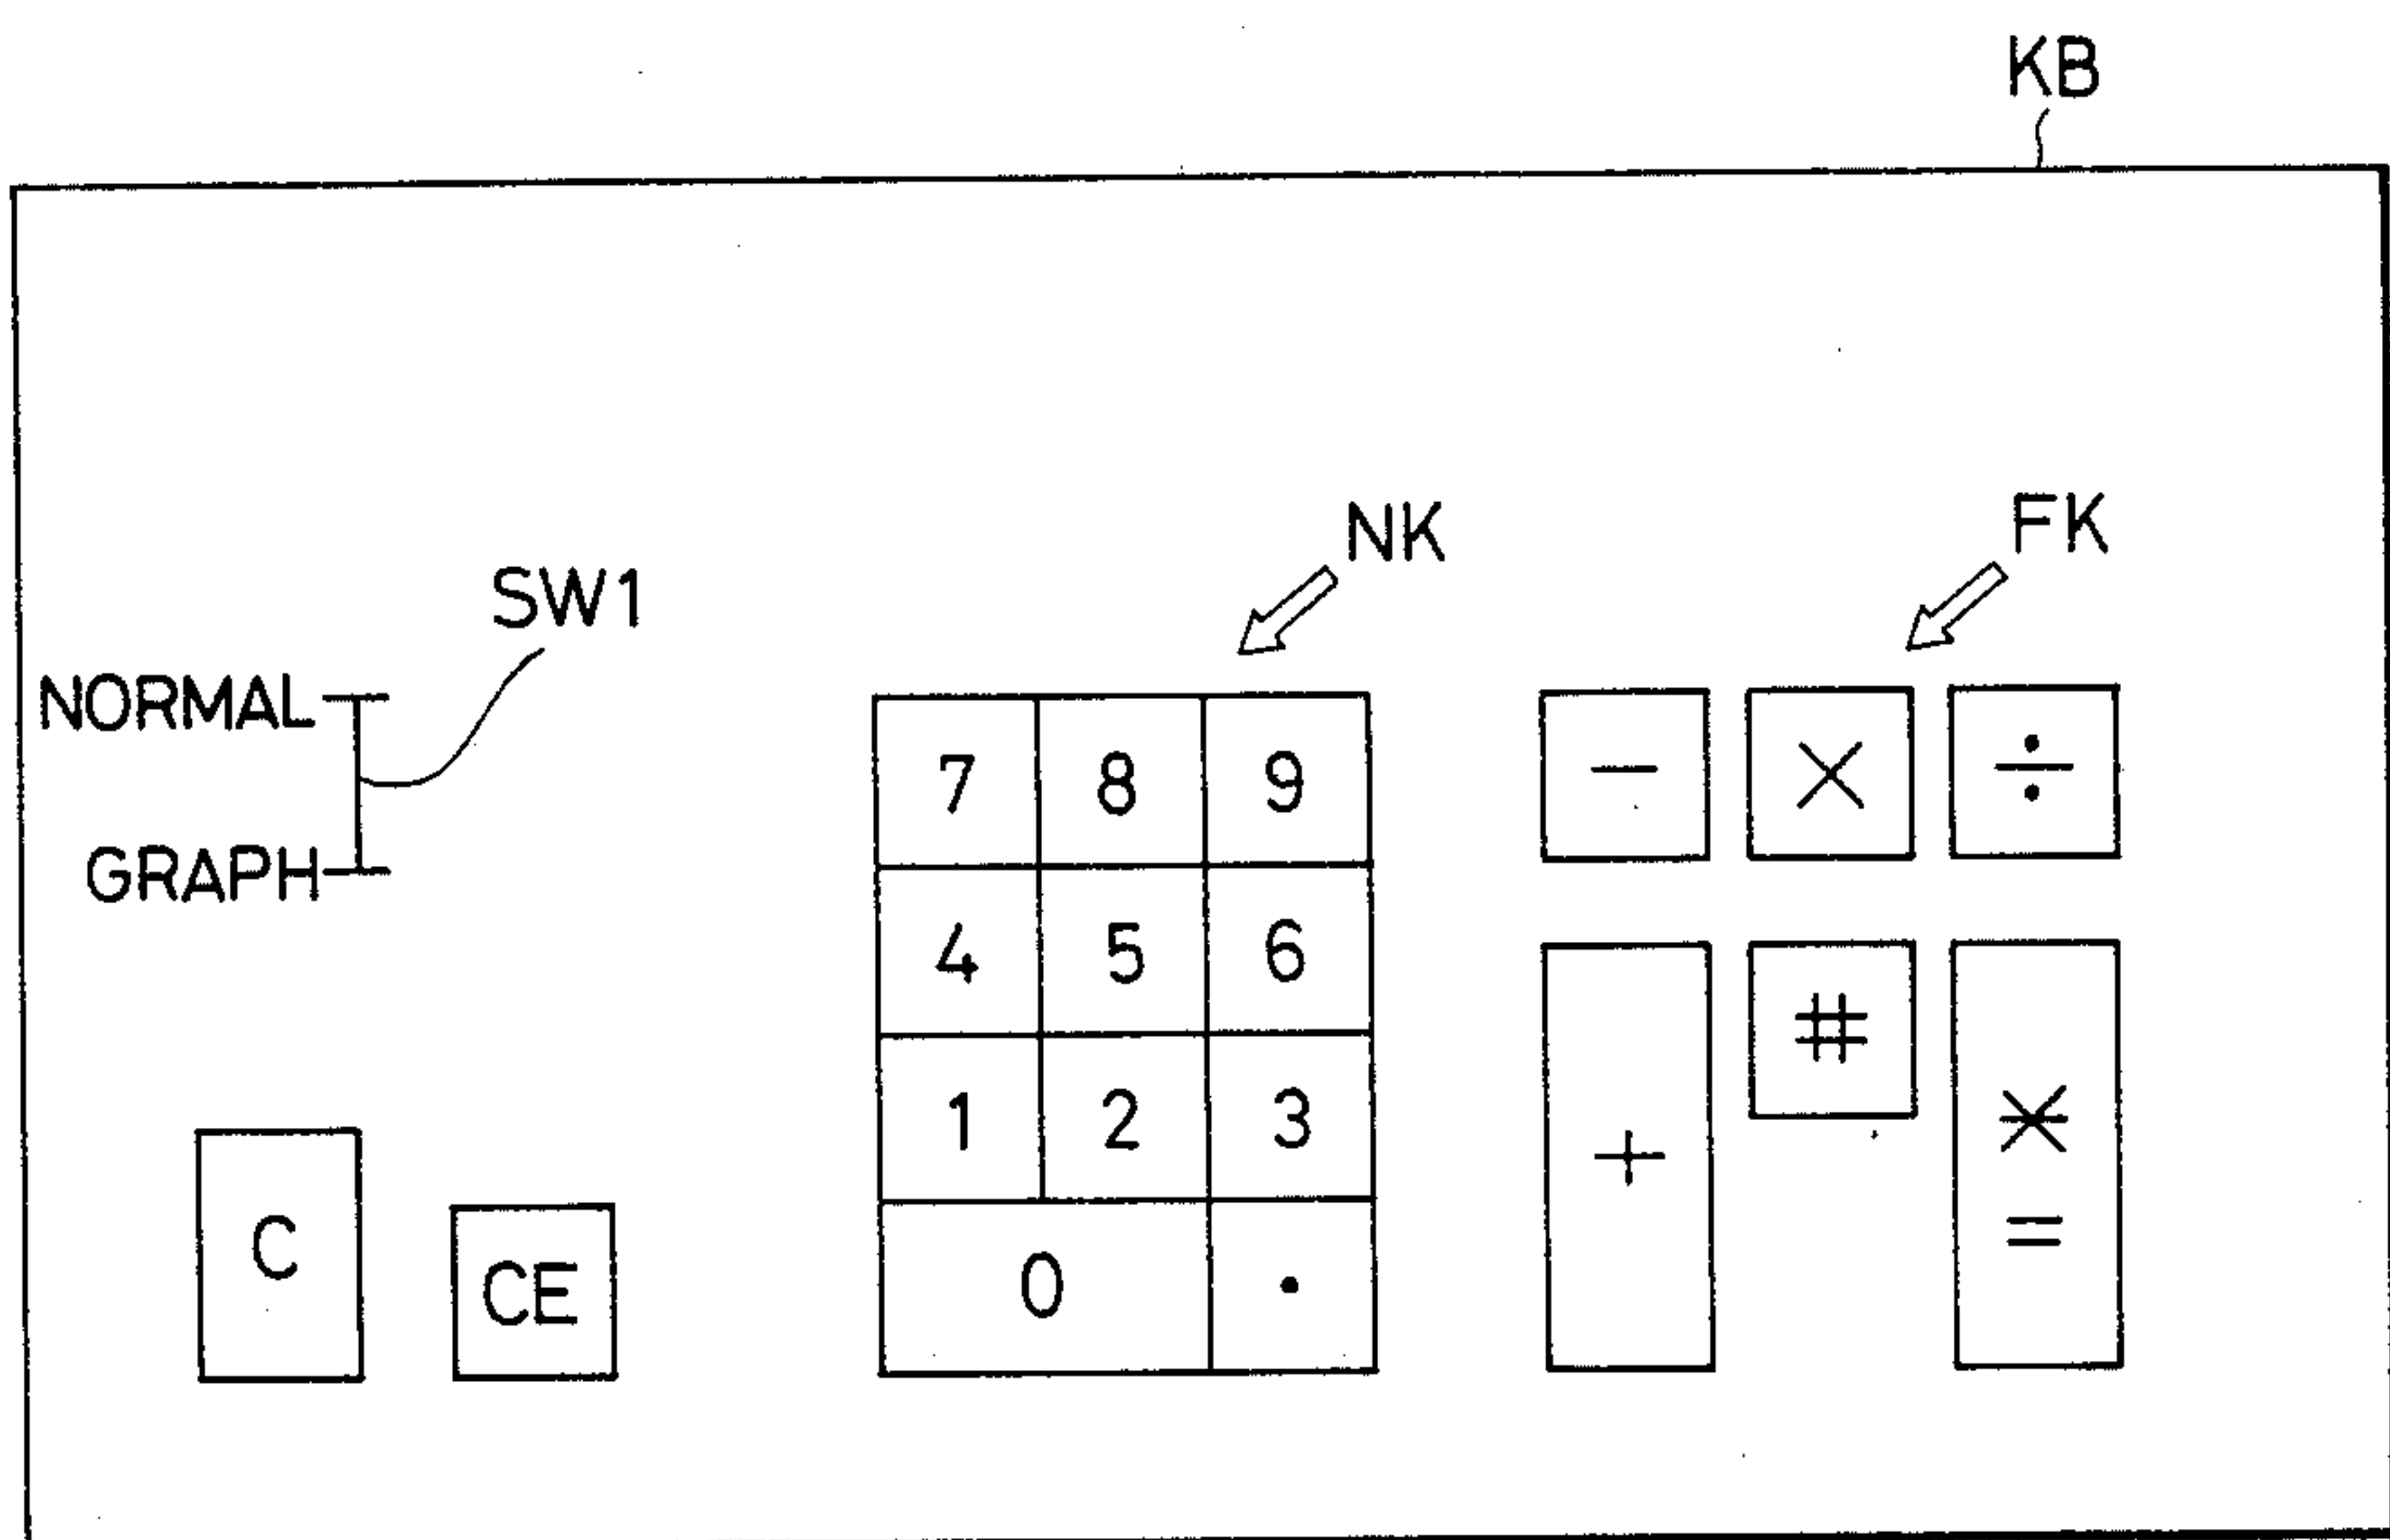 KB
NK
FK
SW1
NORMAL
GRAPH
7 8 9
4 5 6
1 2 3
0 .
− × ÷
+ # *
=
C
CE